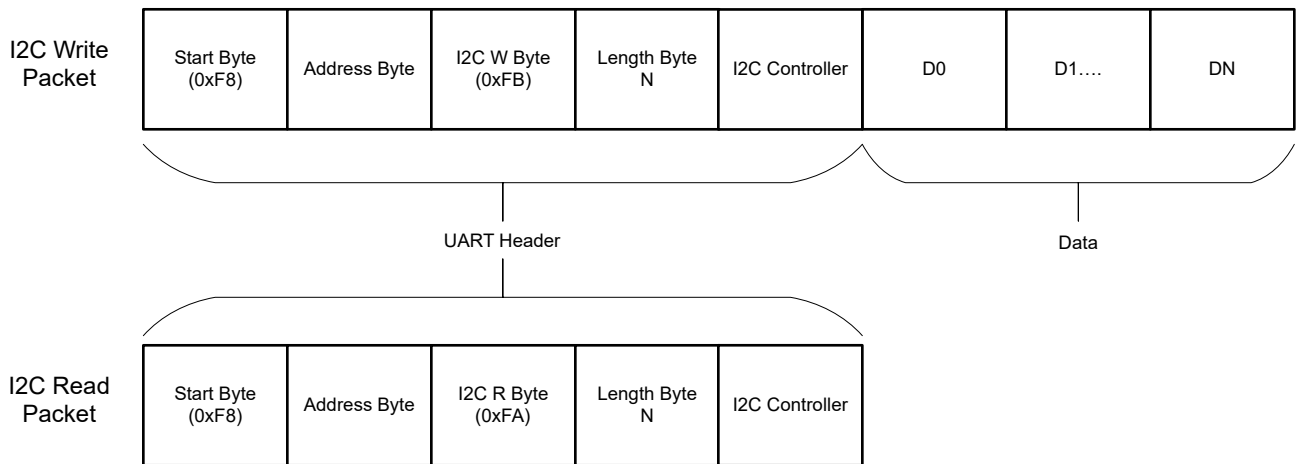 I2C Write
Packet
Start Byte
(0xF8)
Address Byte
I2C W Byte
(0xFB)
Length Byte
N
I2C Controller
D0
D1….
DN
UART Header
Data
I2C Read
Packet
Start Byte
(0xF8)
Address Byte
I2C R Byte
(0xFA)
Length Byte
N
I2C Controller